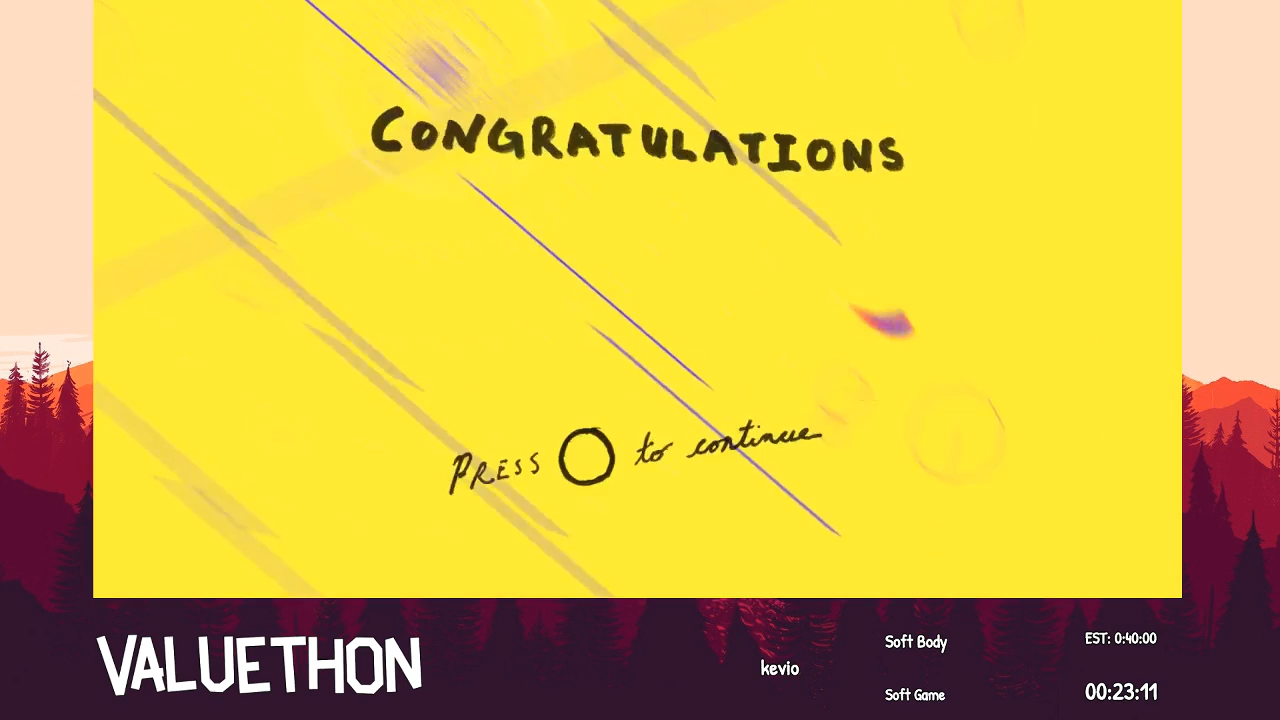 CONGRATULATIONS
PRESS O to continue
VALUETHON
kevio
Soft Body
Soft Game
EST: 0:40:00
00:23:11